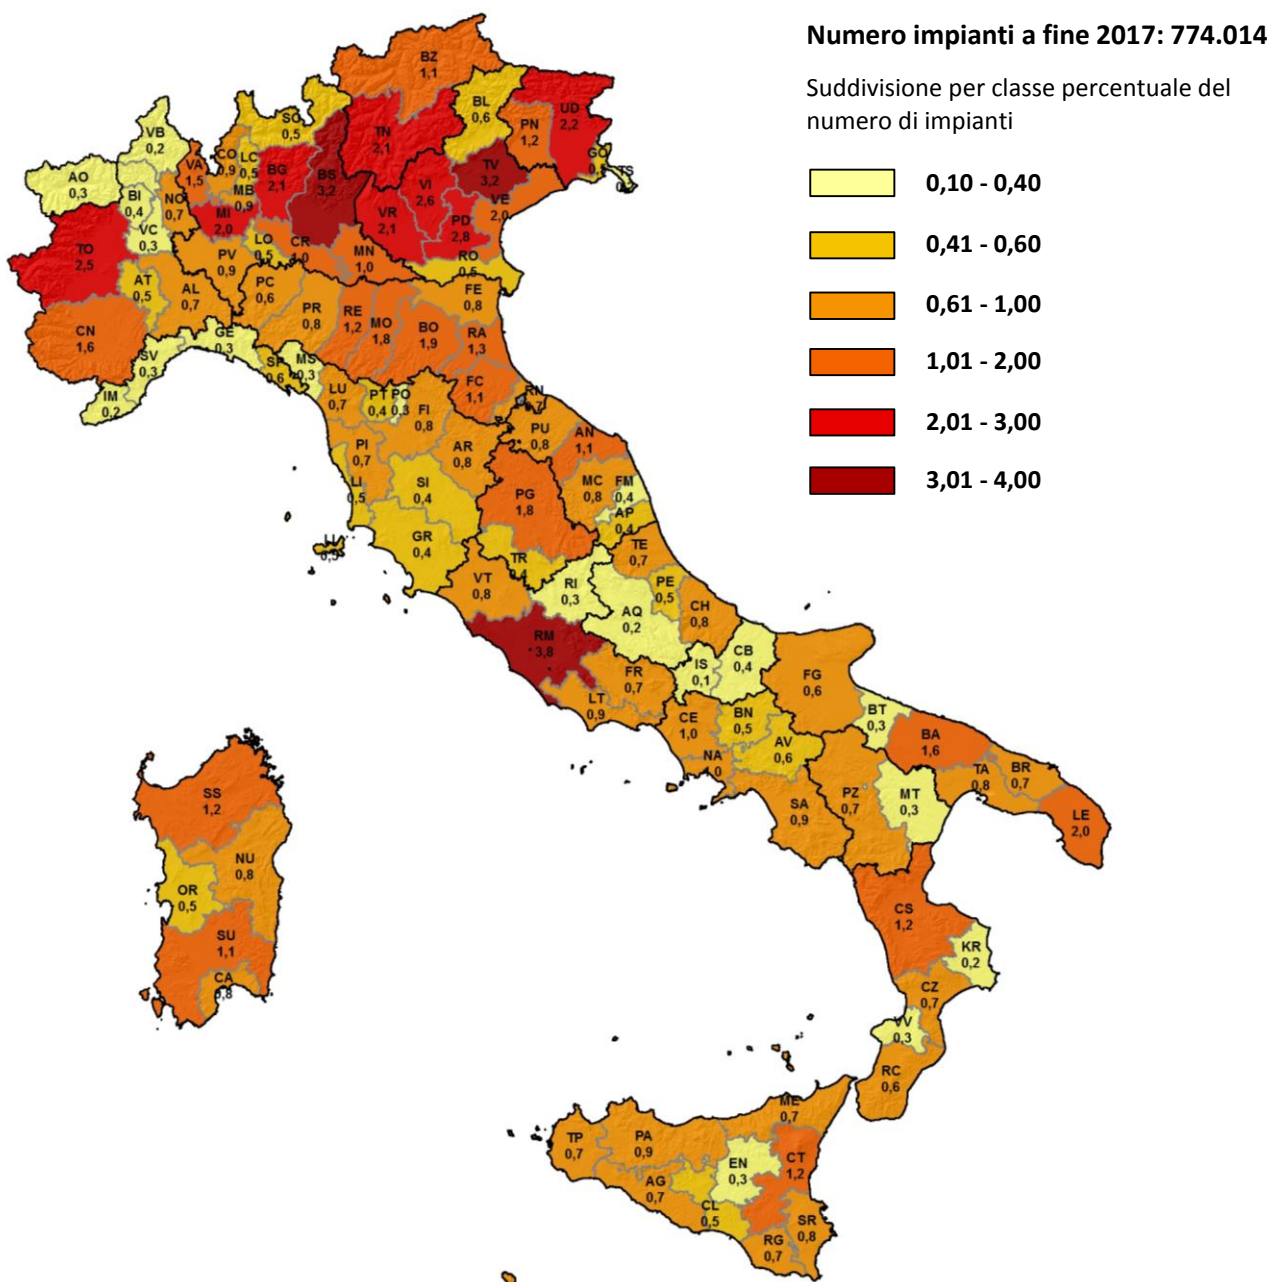 Numero impianti a fine 2017: 774.014
Suddivisione per classe percentuale del
numero di impianti
0,10 - 0,40
0,41 - 0,60
0,61 - 1,00
1,01 - 2,00
2,01 - 3,00
3,01 - 4,00
BZ
1,1
BL
0,6
UD
2,2
PN
1,2
SO
0,5
TN
2,1
VB
0,2
VA
1,5
CO
0,9
LC
0,5
BG
2,1
BS
3,2
TV
3,2
GO
TS
AO
0,3
BI
0,4
NO
0,7
MB
0,9
MI
2,0
VI
2,6
VE
2,0
VR
2,1
PD
2,8
VC
0,3
TO
2,5
PV
0,9
LO
0,5
CR
1,0
MN
1,0
RO
0,5
AT
0,5
AL
0,7
PC
0,6
PR
0,8
RE
1,2
MO
1,8
BO
1,9
FE
0,8
RA
1,3
CN
1,6
GE
0,3
SV
0,3
IM
0,2
SP
0,6
MS
0,3
LU
0,7
PT
0,4
PO
0,3
FI
0,8
FC
1,1
RN
0,7
PU
0,8
AN
1,1
PI
0,7
AR
0,8
LI
0,5
SI
0,4
PG
1,8
MC
0,8
FM
0,4
AP
0,4
GR
0,4
LI
0,5
TR
0,4
TE
0,7
VT
0,8
RI
0,3
PE
0,5
CH
0,8
AQ
0,2
RM
3,8
FR
0,7
LT
0,9
IS
0,1
CB
0,4
FG
0,6
CE
1,0
BN
0,5
AV
0,6
NA
1,0
BT
0,3
BA
1,6
TA
0,8
BR
0,7
SA
0,9
PZ
0,7
MT
0,3
LE
2,0
SS
1,2
NU
0,8
OR
0,5
SU
1,1
CA
0,8
CS
1,2
KR
0,2
CZ
0,7
VV
0,3
RC
0,6
ME
0,7
TP
0,7
PA
0,9
EN
0,3
CT
1,2
AG
0,7
CL
0,5
SR
0,8
RG
0,7